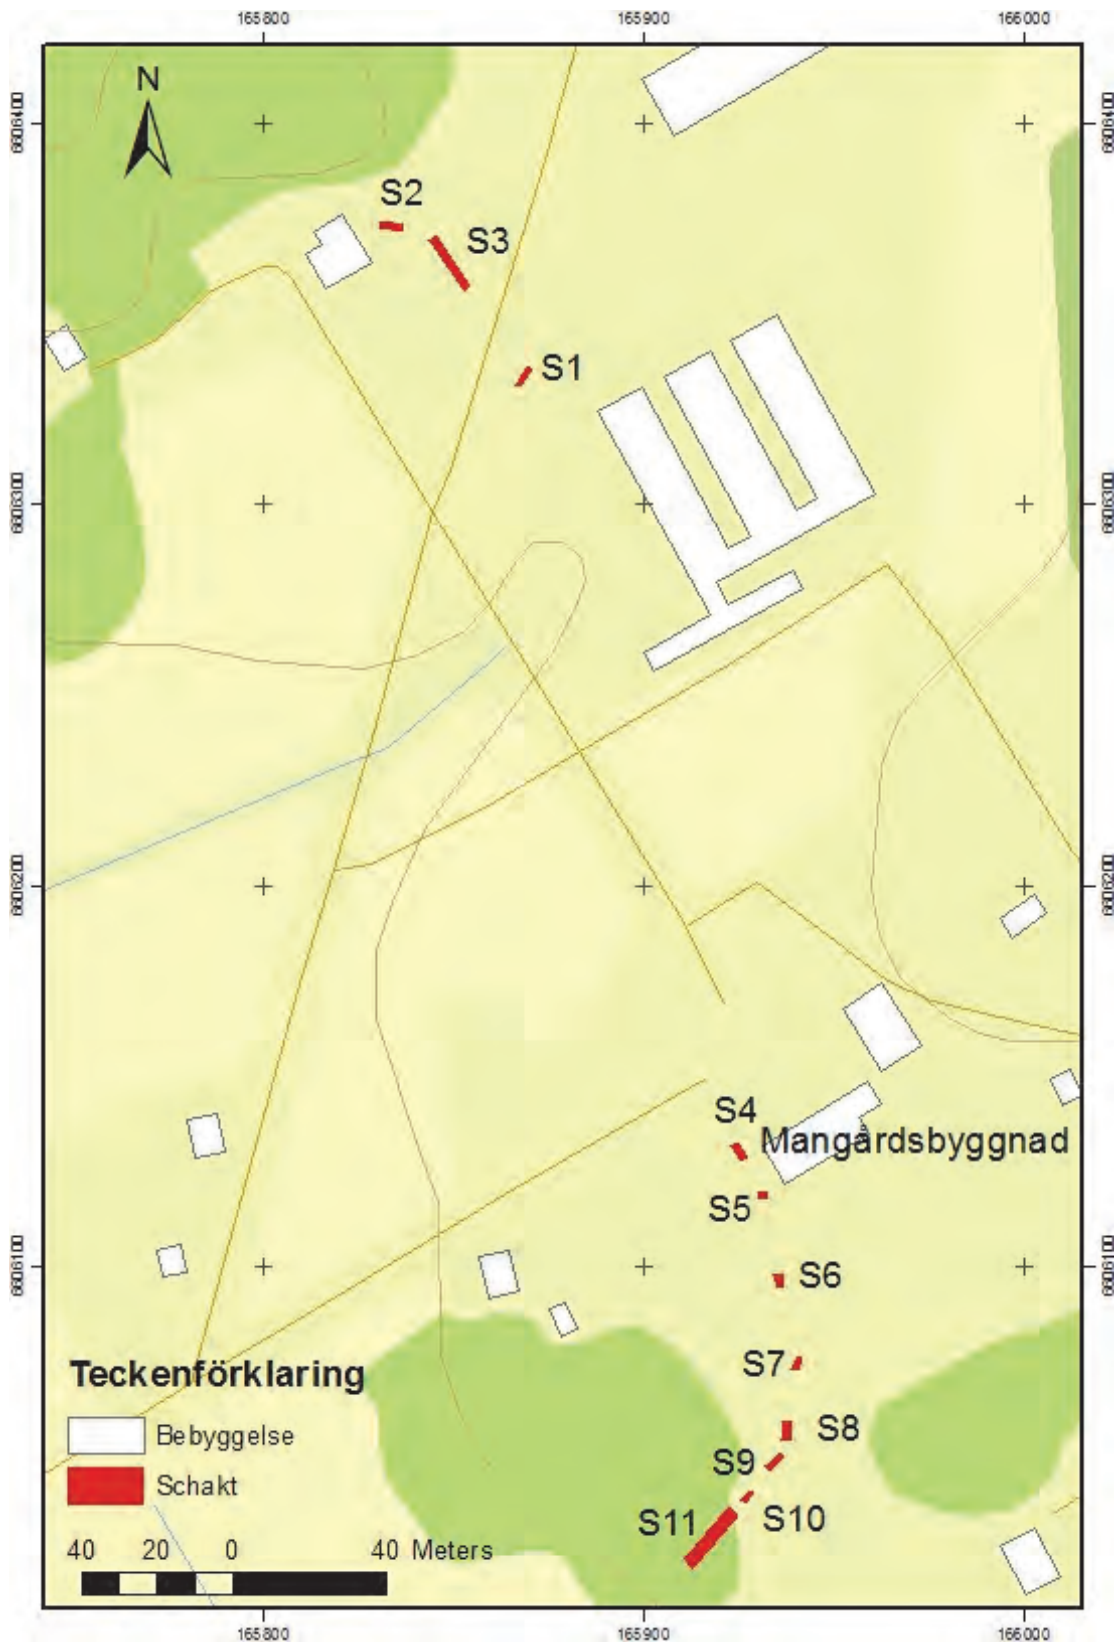 165800 165900 166000
N
6606400 6606400
S2
S3
S1
6606300 6606300
6606200 6606200
S4
Mangårdsbyggnad
S5
6606100 6606100
S6
S7
Teckenförklaring
Bebyggelse
S8
S9
Schakt
S10
S11
40 20 0 40 Meters
165800 165900 166000